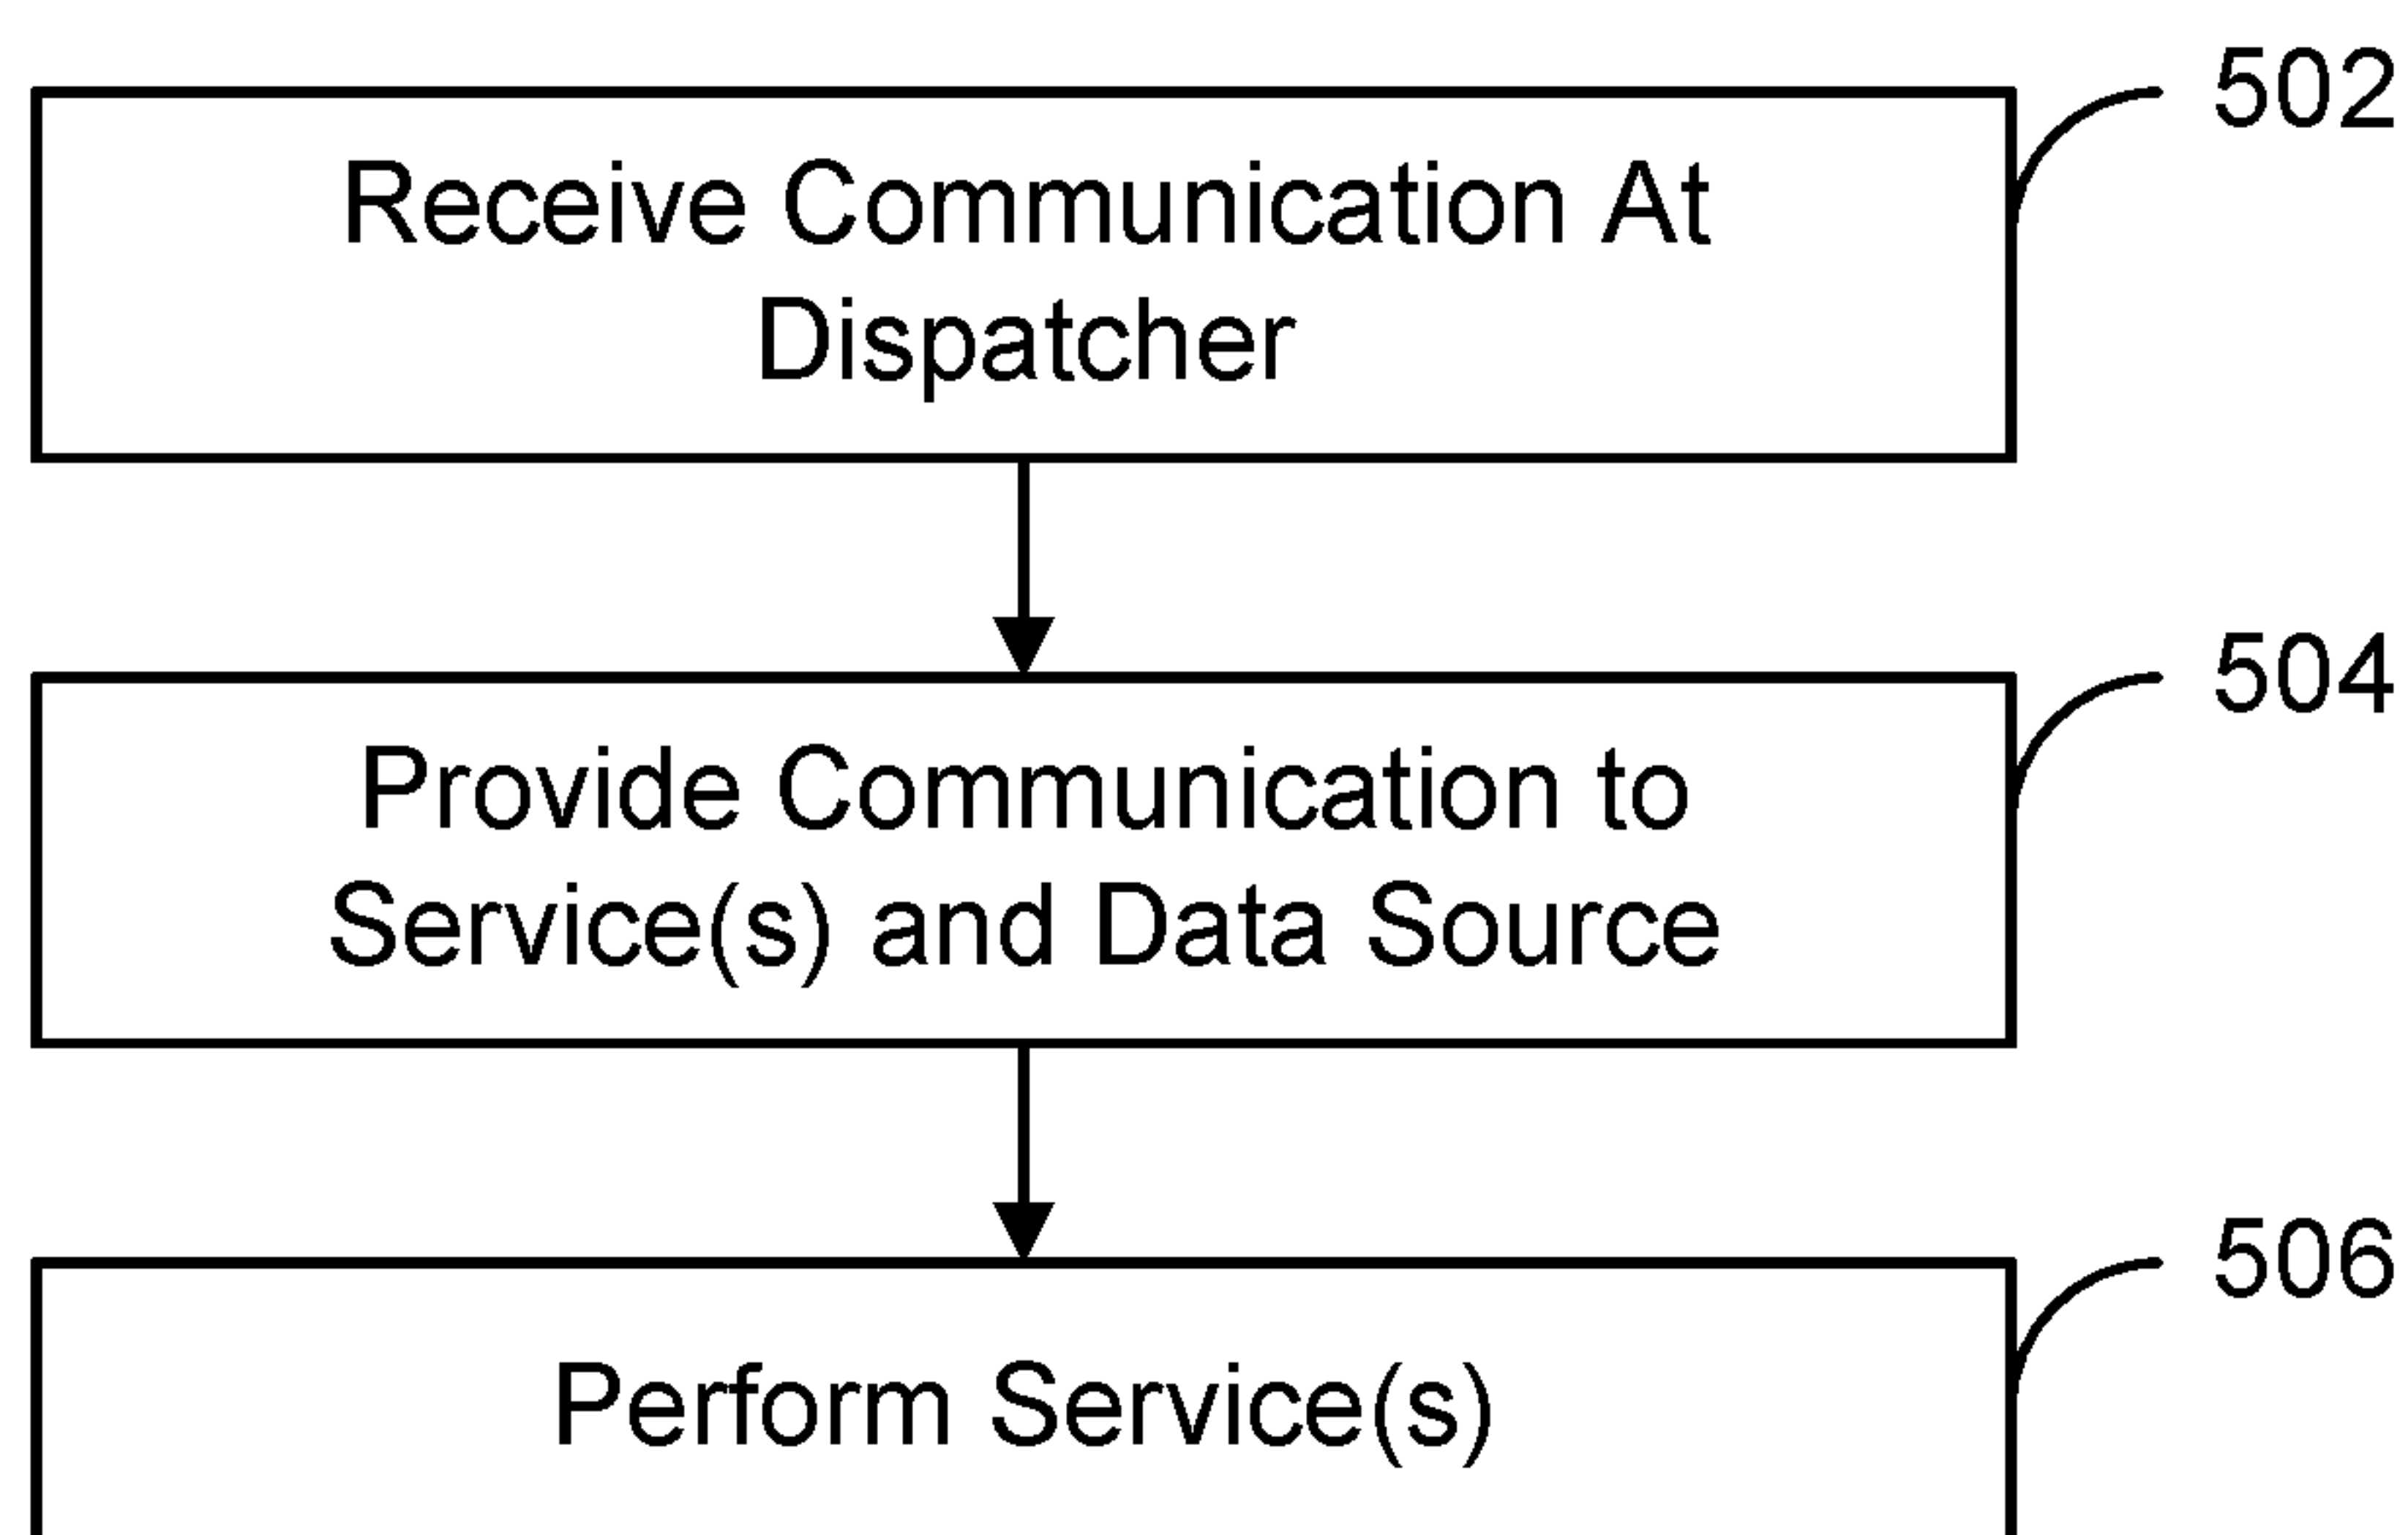 502
Receive Communication At
Dispatcher
504
Provide Communication to
Service(s) and Data Source
506
Perform Service(s)